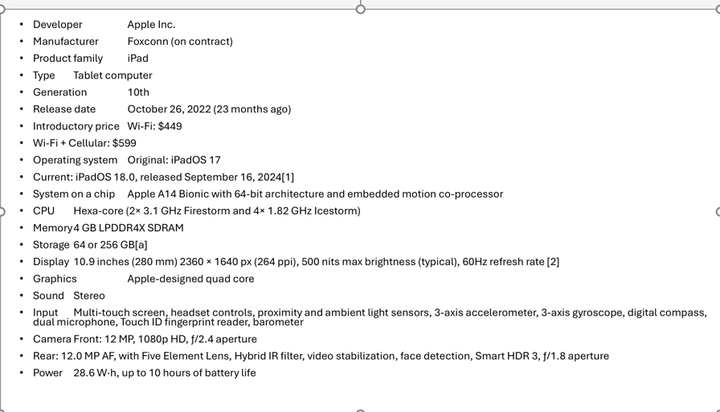 • Developer Apple Inc.
• Manufacturer Foxconn (on contract)
• Product family iPad
• Type Tablet computer
• Generation 10th
• Release date October 26, 2022 (23 months ago)
• Introductory price Wi-Fi: $449
• Wi-Fi + Cellular: $599
• Operating system Original: iPadOS 17
• Current: iPadOS 18.0, released September 16, 2024[1]
• System on a chip Apple A14 Bionic with 64-bit architecture and embedded motion co-processor
• CPU Hexa-core (2× 3.1 GHz Firestorm and 4× 1.82 GHz Icestorm)
• Memory 4 GB LPDDR4X SDRAM
• Storage 64 or 256 GB[a]
• Display 10.9 inches (280 mm) 2360 × 1640 px (264 ppi), 500 nits max brightness (typical), 60Hz refresh rate [2]
• Graphics Apple-designed quad core
• Sound Stereo
• Input Multi-touch screen, headset controls, proximity and ambient light sensors, 3-axis accelerometer, 3-axis gyroscope, digital compass,
dual microphone, Touch ID fingerprint reader, barometer
• Camera Front: 12 MP, 1080p HD, ƒ/2.4 aperture
• Rear: 12.0 MP AF, with Five Element Lens, Hybrid IR filter, video stabilization, face detection, Smart HDR 3, ƒ/1.8 aperture
• Power 28.6 W·h, up to 10 hours of battery life